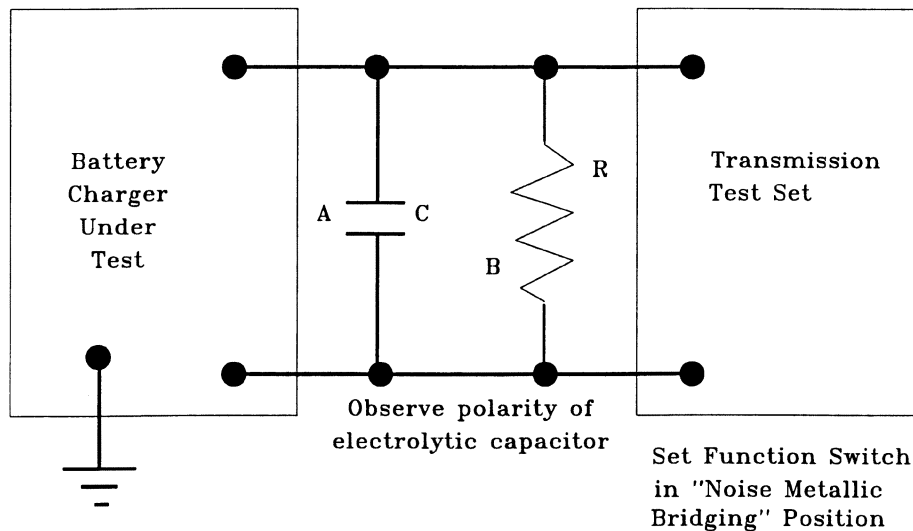 Battery
Charger
Under
Test
A
C
R
B
Transmission
Test Set
Observe polarity of
electrolytic capacitor
Set Function Switch
in "Noise Metallic
Bridging" Position